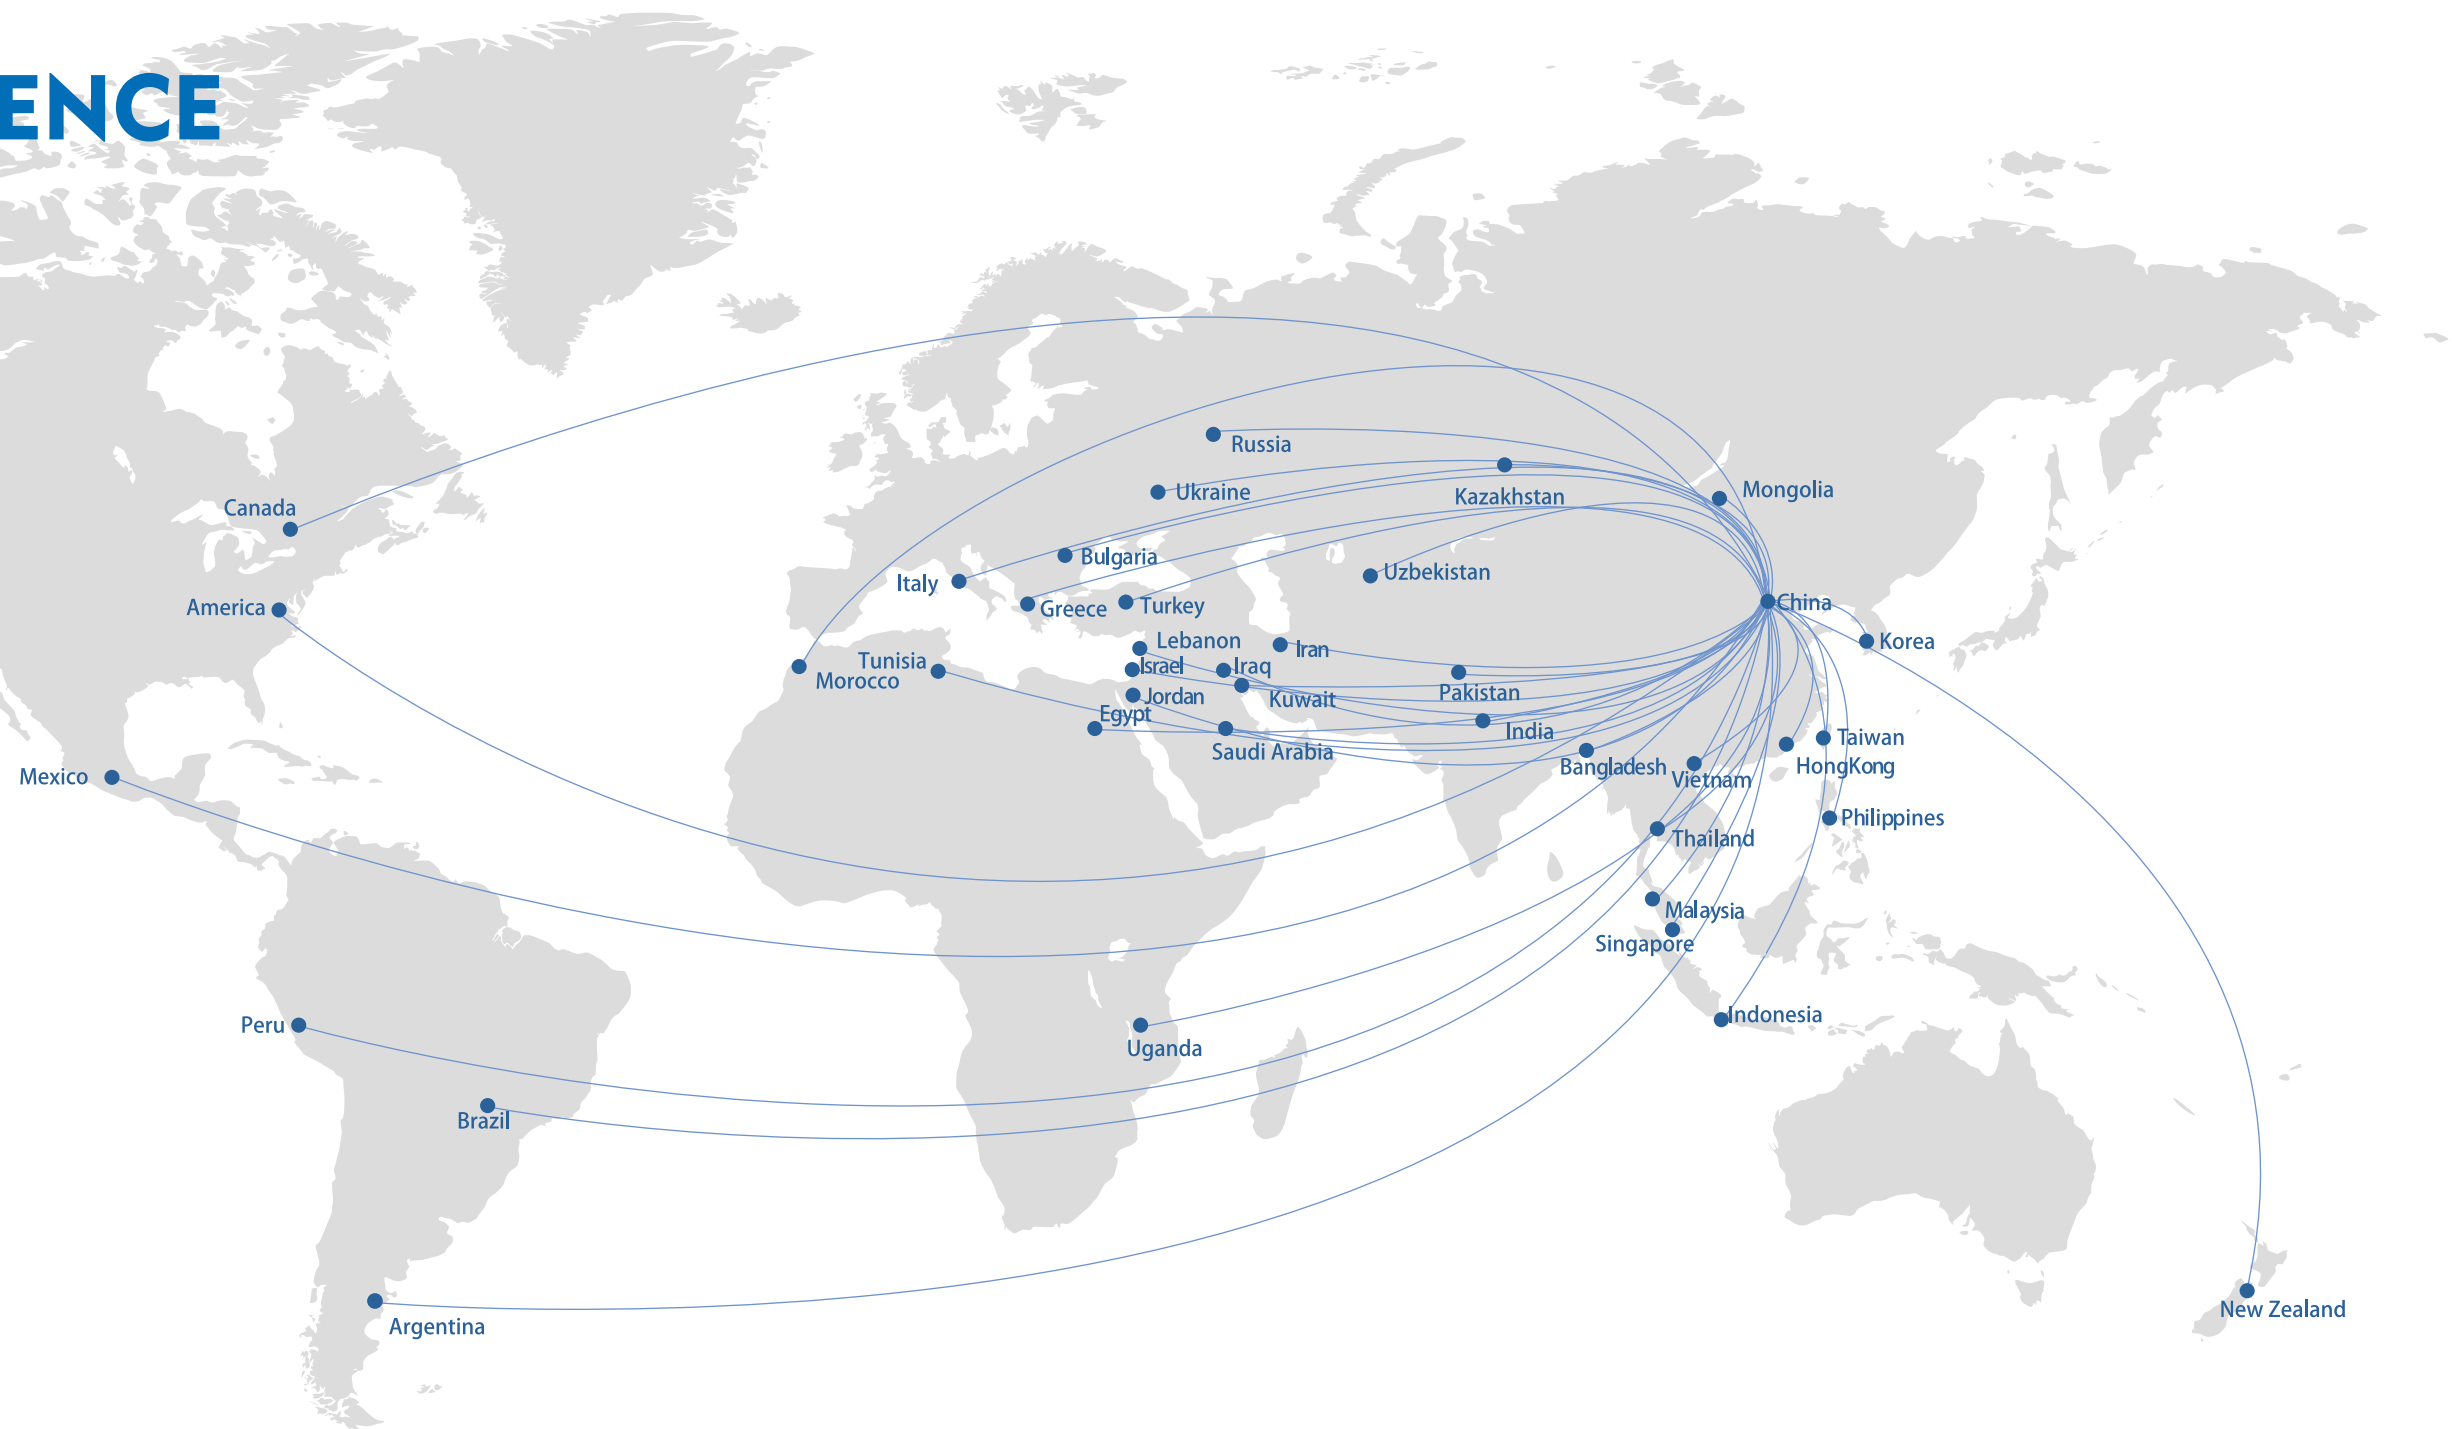 ENCE
Russia
Ukraine
Kazakhstan
Mongolia
Canada
Bulgaria
Italy
Uzbekistan
America
Greece
Turkey
China
Lebanon
Korea
Tunisia
Israel
Iraq
Iran
Morocco
Jordan
Kuwait
Pakistan
Egypt
India
Taiwan
Saudi Arabia
Bangladesh
HongKong
Mexico
Vietnam
Philippines
Thailand
Malaysia
Singapore
Indonesia
Peru
Uganda
Brazil
New Zealand
Argentina